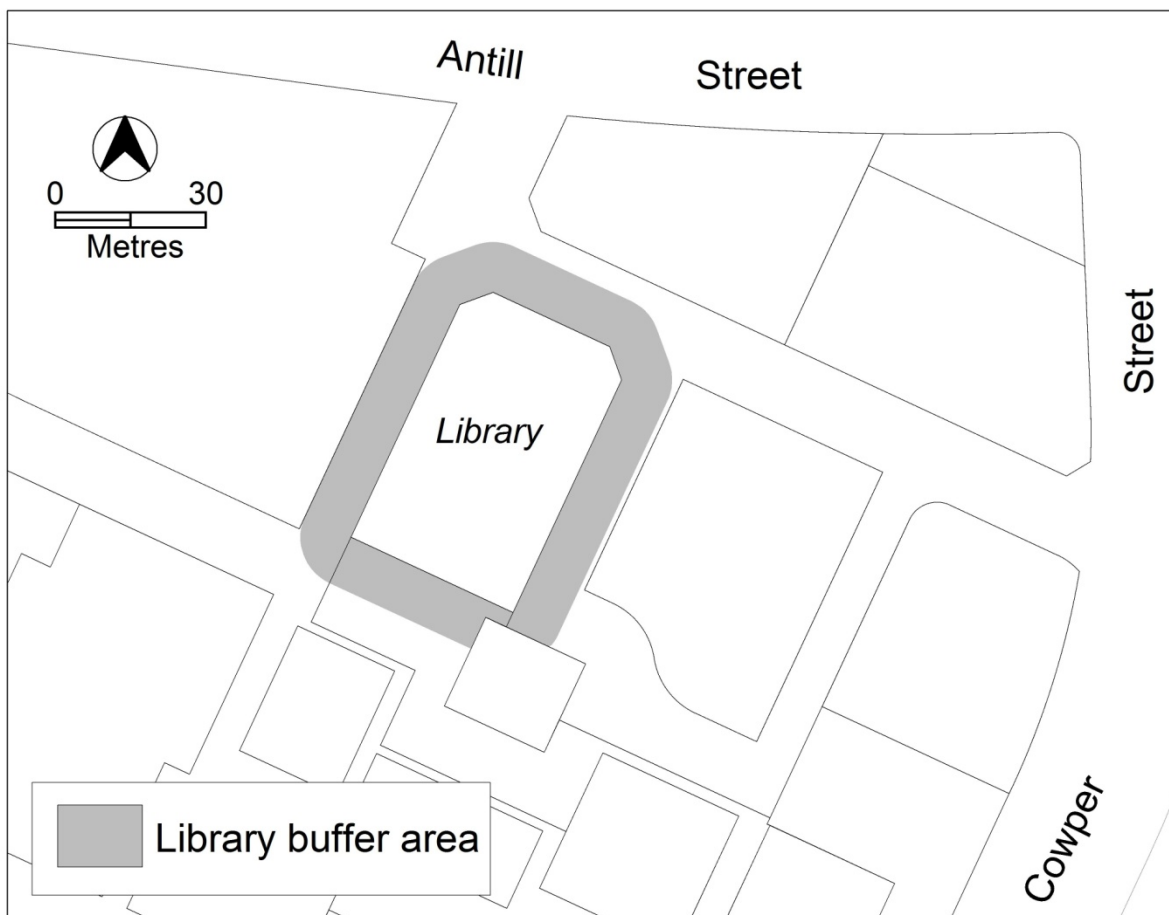 Antill Street
0 30
Metres
Street
Library
Cowper
Library buffer area